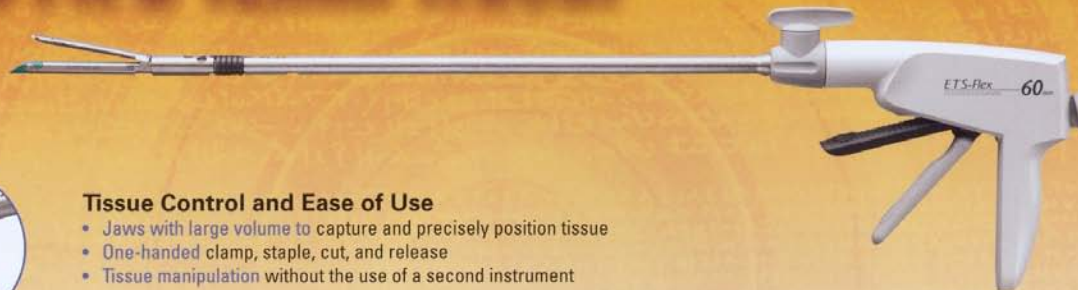 ETS-Flex 60mm
Tissue Control and Ease of Use
• Jaws with large volume to capture and precisely position tissue
• One-handed clamp, staple, cut, and release
• Tissue manipulation without the use of a second instrument